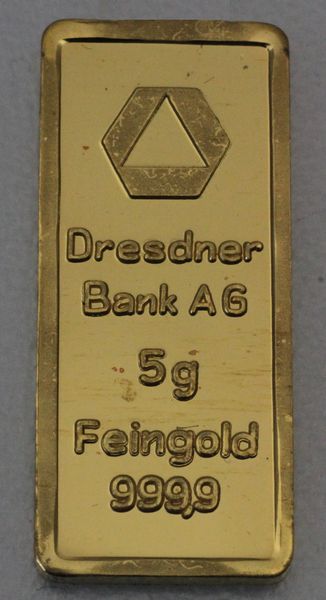 Dresdner
Bank AG
5g
Feingold
999,9